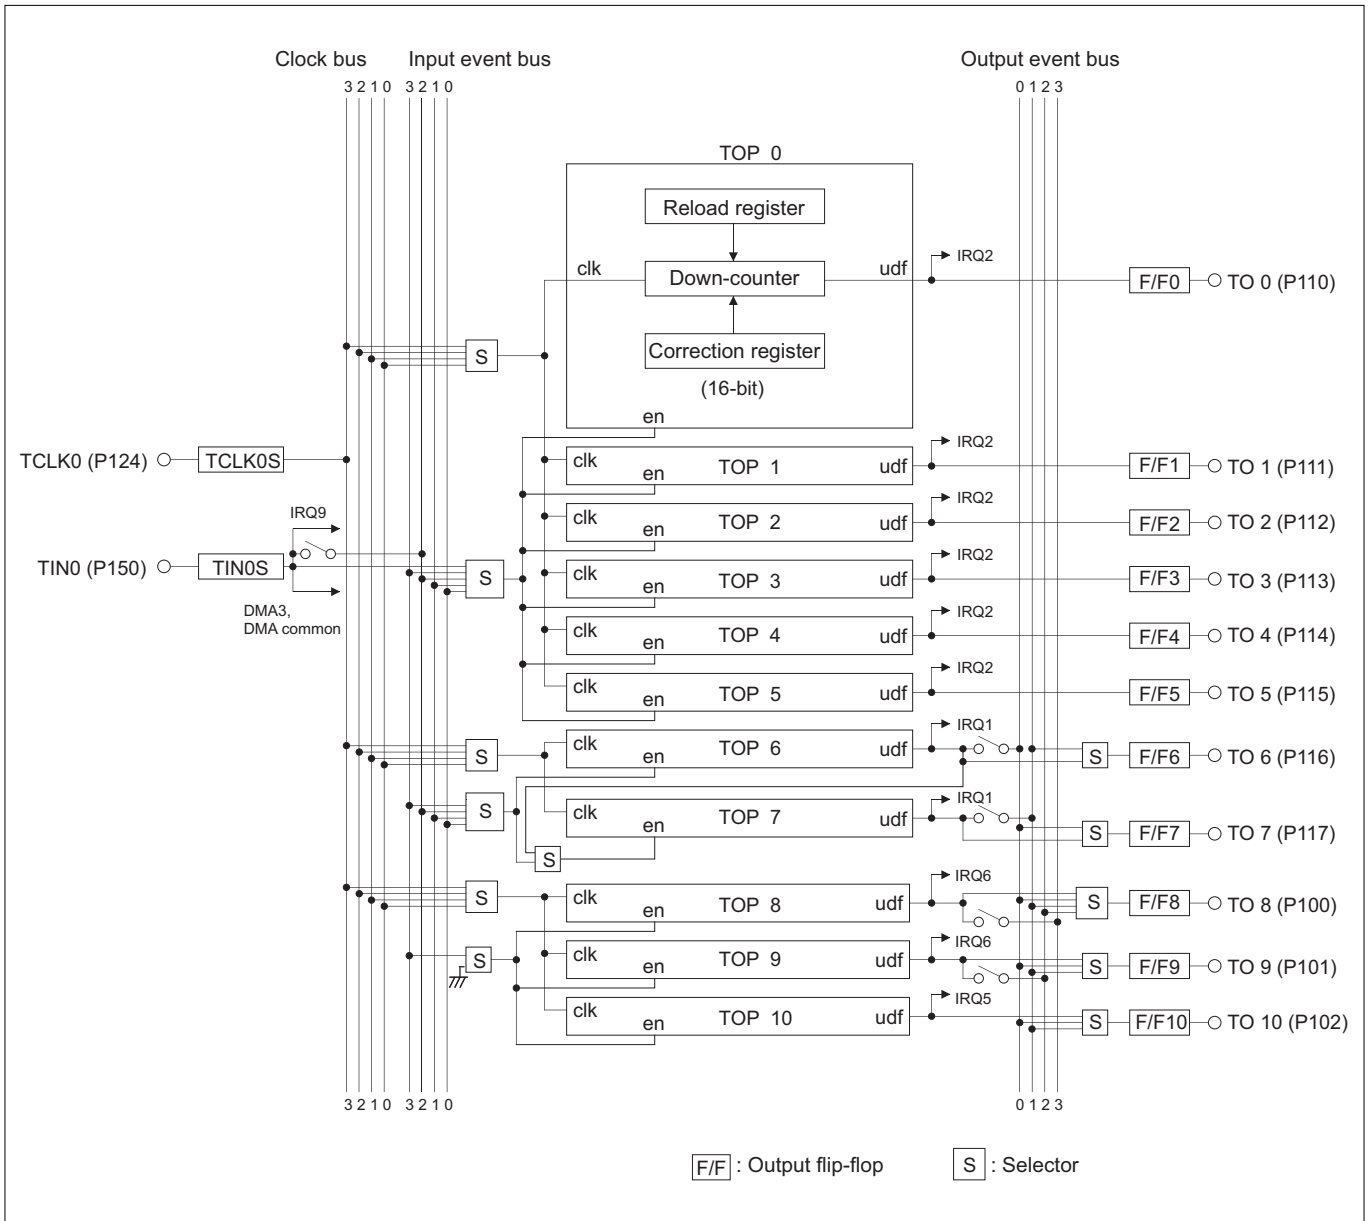 Clock bus
Input event bus
Output event bus
3 2 1 0
3 2 1 0
0 1 2 3
TOP 0
Reload register
clk
Down-counter
udf
IRQ2
F/F0
TO 0 (P110)
S
Correction register
(16-bit)
en
TCLK0 (P124)
TCLK0S
clk
TOP 1
udf
IRQ2
F/F1
TO 1 (P111)
en
clk
TOP 2
udf
IRQ2
F/F2
TO 2 (P112)
en
IRQ9
TIN0 (P150)
TIN0S
DMA3,
DMA common
S
clk
TOP 3
udf
IRQ2
F/F3
TO 3 (P113)
en
clk
TOP 4
udf
IRQ2
F/F4
TO 4 (P114)
en
clk
TOP 5
udf
IRQ2
F/F5
TO 5 (P115)
en
S
clk
TOP 6
udf
IRQ1
S
F/F6
TO 6 (P116)
en
S
clk
TOP 7
udf
IRQ1
S
F/F7
TO 7 (P117)
en
S
S
clk
TOP 8
udf
IRQ6
S
F/F8
TO 8 (P100)
en
S
clk
TOP 9
udf
IRQ6
S
F/F9
TO 9 (P101)
en
clk
TOP 10
udf
IRQ5
S
F/F10
TO 10 (P102)
en
3 2 1 0
3 2 1 0
0 1 2 3
F/F : Output flip-flop
S : Selector